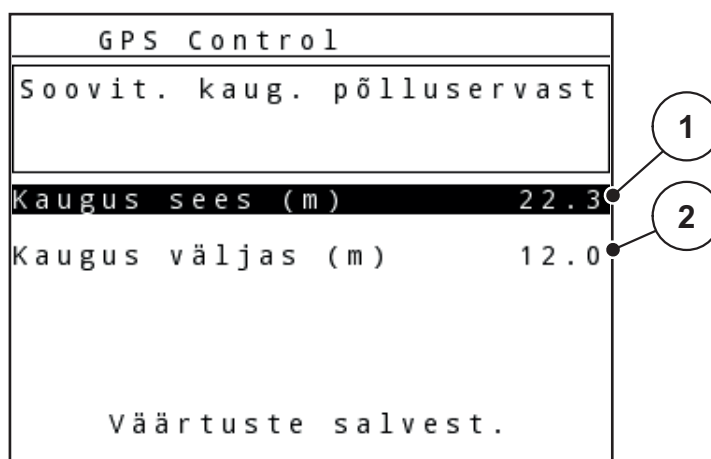 GPS Control
Soovit. kaug. põlluservast
Kaugus sees (m) 22.3
1
Kaugus väljas (m) 12.0
2
Väärtuste salvest.